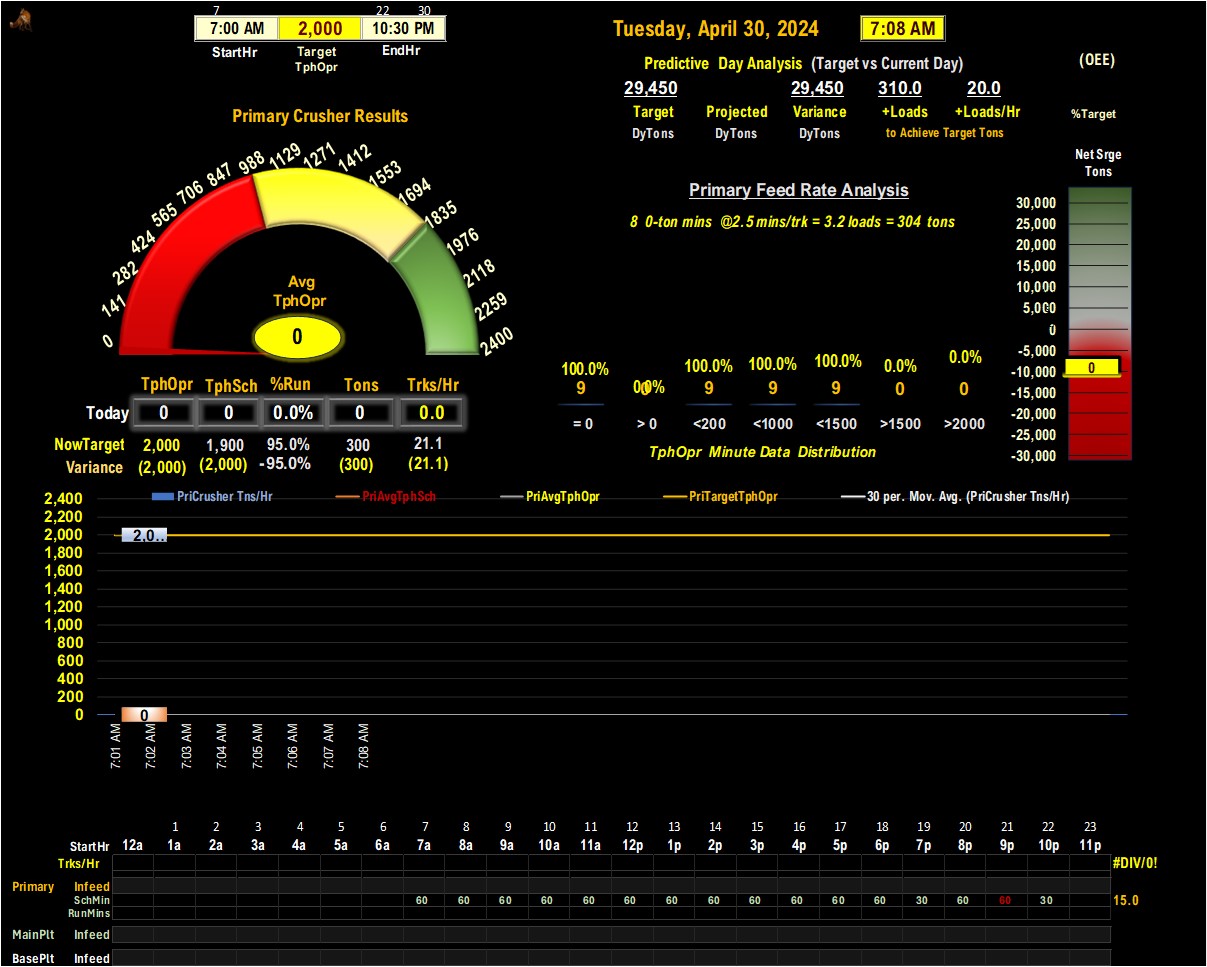 7 22 30
7:00 AM 2,000 10:30 PM
StartHr Target TphOpr EndHr
Tuesday, April 30, 2024 7:08 AM
Predictive Day Analysis (Target vs Current Day)
29,450 29,450 310.0 20.0
Target Projected Variance +Loads +Loads/Hr
DyTons DyTons DyTons to Achieve Target Tons
(OEE)
%Target
Net Srge
Tons
30,000
25,000
20,000
15,000
10,000
5,000
0
-5,000
-10,000
-15,000
-20,000
-25,000
-30,000
0
Primary Crusher Results
0 141 282 424 565 706 847 988 1129 1271 1412 1553 1694 1835 1976 2118 2259 2400
Avg
TphOpr
0
Primary Feed Rate Analysis
8 0-ton mins @2.5 mins/trk = 3.2 loads = 304 tons
100.0% 0.0% 100.0% 100.0% 100.0% 0.0% 0.0%
9 0 9 9 9 0 0
= 0 > 0 <200 <1000 <1500 >1500 >2000
TphOpr Minute Data Distribution
TphOpr TphSch %Run Tons Trks/Hr
Today 0 0 0.0% 0 0.0
NowTarget 2,000 1,900 95.0% 300 21.1
Variance (2,000) (2,000) -95.0% (300) (21.1)
PriCrusher Tns/Hr PriAvgTphSch PriAvgTphOpr PriTargetTphOpr 30 per. Mov. Avg. (PriCrusher Tns/Hr)
2,400
2,200
2,000
1,800
1,600
1,400
1,200
1,000
800
600
400
200
0
2.0..
0
7:01 AM 7:02 AM 7:03 AM 7:04 AM 7:05 AM 7:06 AM 7:07 AM 7:08 AM
1 2 3 4 5 6 7 8 9 10 11 12 13 14 15 16 17 18 19 20 21 22 23
StartHr 12a 1a 2a 3a 4a 5a 6a 7a 8a 9a 10a 11a 12p 1p 2p 3p 4p 5p 6p 7p 8p 9p 10p 11p
Trks/Hr #DIV/0!
Primary Infeed
SchMin 60 60 60 60 60 60 60 60 60 60 60 60 30 60 60 30 15.0
RunMins
MainPlt Infeed
BasePlt Infeed